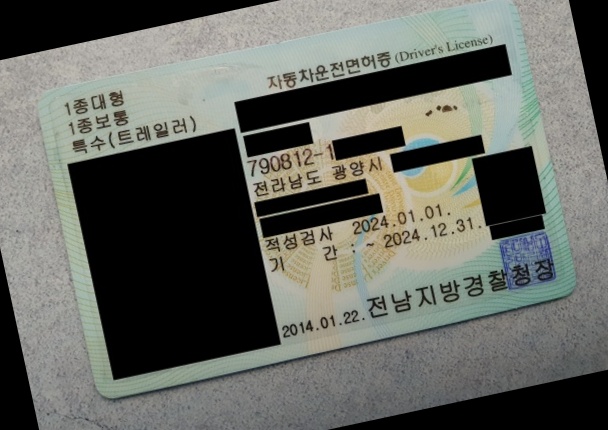 자동차운전면허증 (Driver's License)
1종대형
1종보통
특수(트레일러)
790812-1
전라남도 광양시
적성검사 2024.01.01.
기 간 : ~ 2024.12.31.
2014.01.22. 전남지방경찰청장